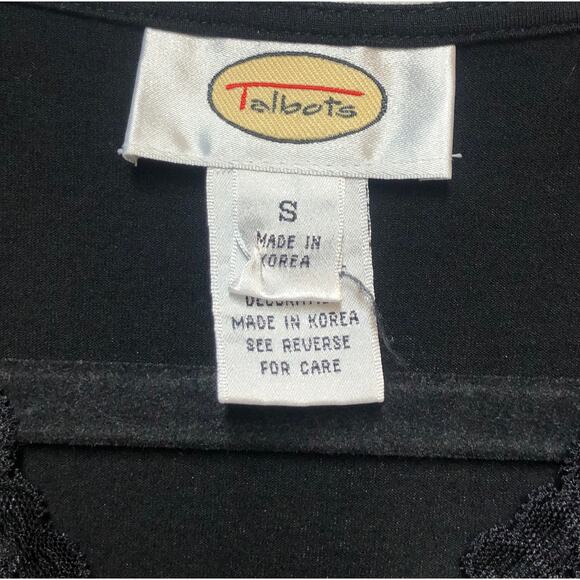 Talbots
S
MADE IN
KOREA
MADE IN KOREA
SEE REVERSE
FOR CARE